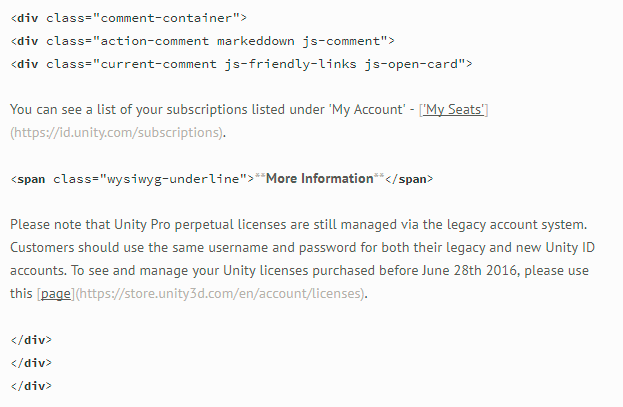 <div class="comment-container">
<div class="action-comment markeddown js-comment">
<div class="current-comment js-friendly-links js-open-card">
You can see a list of your subscriptions listed under 'My Account' - ['My Seats']
(https://id.unity.com/subscriptions).
<span class="wysiwyg-underline">**More Information**</span>
Please note that Unity Pro perpetual licenses are still managed via the legacy account system.
Customers should use the same username and password for both their legacy and new Unity ID
accounts. To see and manage your Unity licenses purchased before June 28th 2016, please use
this [page](https://store.unity3d.com/en/account/licenses).
</div>
</div>
</div>